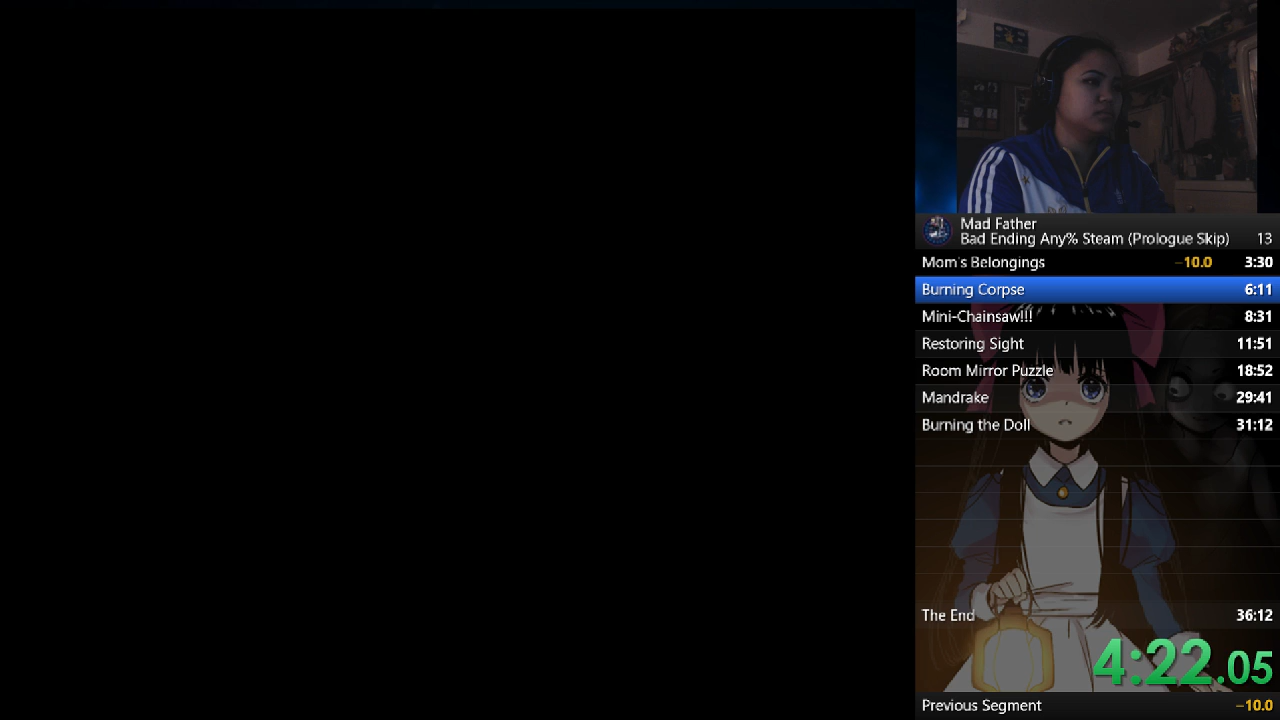 Mad Father
Bad Ending Any% Steam (Prologue Skip) 13
Mom's Belongings −10.0 3:30
Burning Corpse 6:11
Mini-Chainsaw!!! 8:31
Restoring Sight 11:51
Room Mirror Puzzle 18:52
Mandrake 29:41
Burning the Doll 31:12
The End 36:12
4:22.05
Previous Segment −10.0